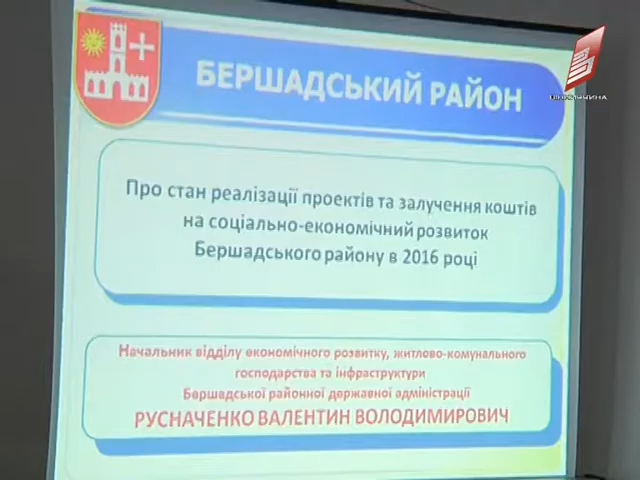 БЕРШАДСЬКИЙ РАЙОН
Про стан реалізації проектів та залучення коштів
на соціально-економічний розвиток
Бершадського району в 2016 році
Начальник відділу економічного розвитку, житлово-комунального
господарства та інфраструктури
Бершадської районної державної адміністрації
РУСНАЧЕНКО ВАЛЕНТИН ВОЛОДИМИРОВИЧ